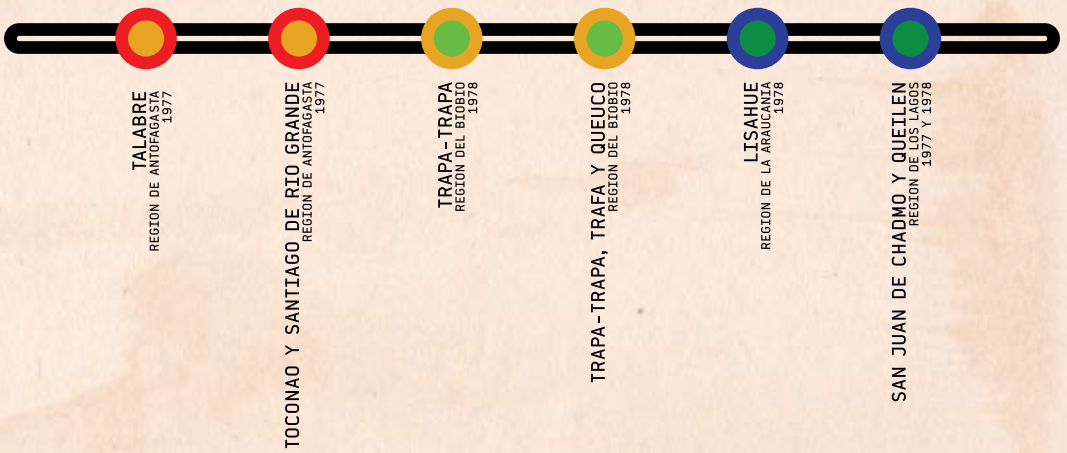 TALABRE
REGION DE ANTOFAGASTA
1977
TOCONAO Y SANTIAGO DE RIO GRANDE
REGION DE ANTOFAGASTA
1977
TRAPA-TRAPA
REGION DEL BIOBIO
1978
TRAPA-TRAPA, TRAFA Y QUEUCO
REGION DEL BIOBIO
1978
LISAHUE
REGION DE LA ARAUCANIA
1978
SAN JUAN DE CHADMO Y QUEILEN
REGION DE LOS LAGOS
1977 Y 1978